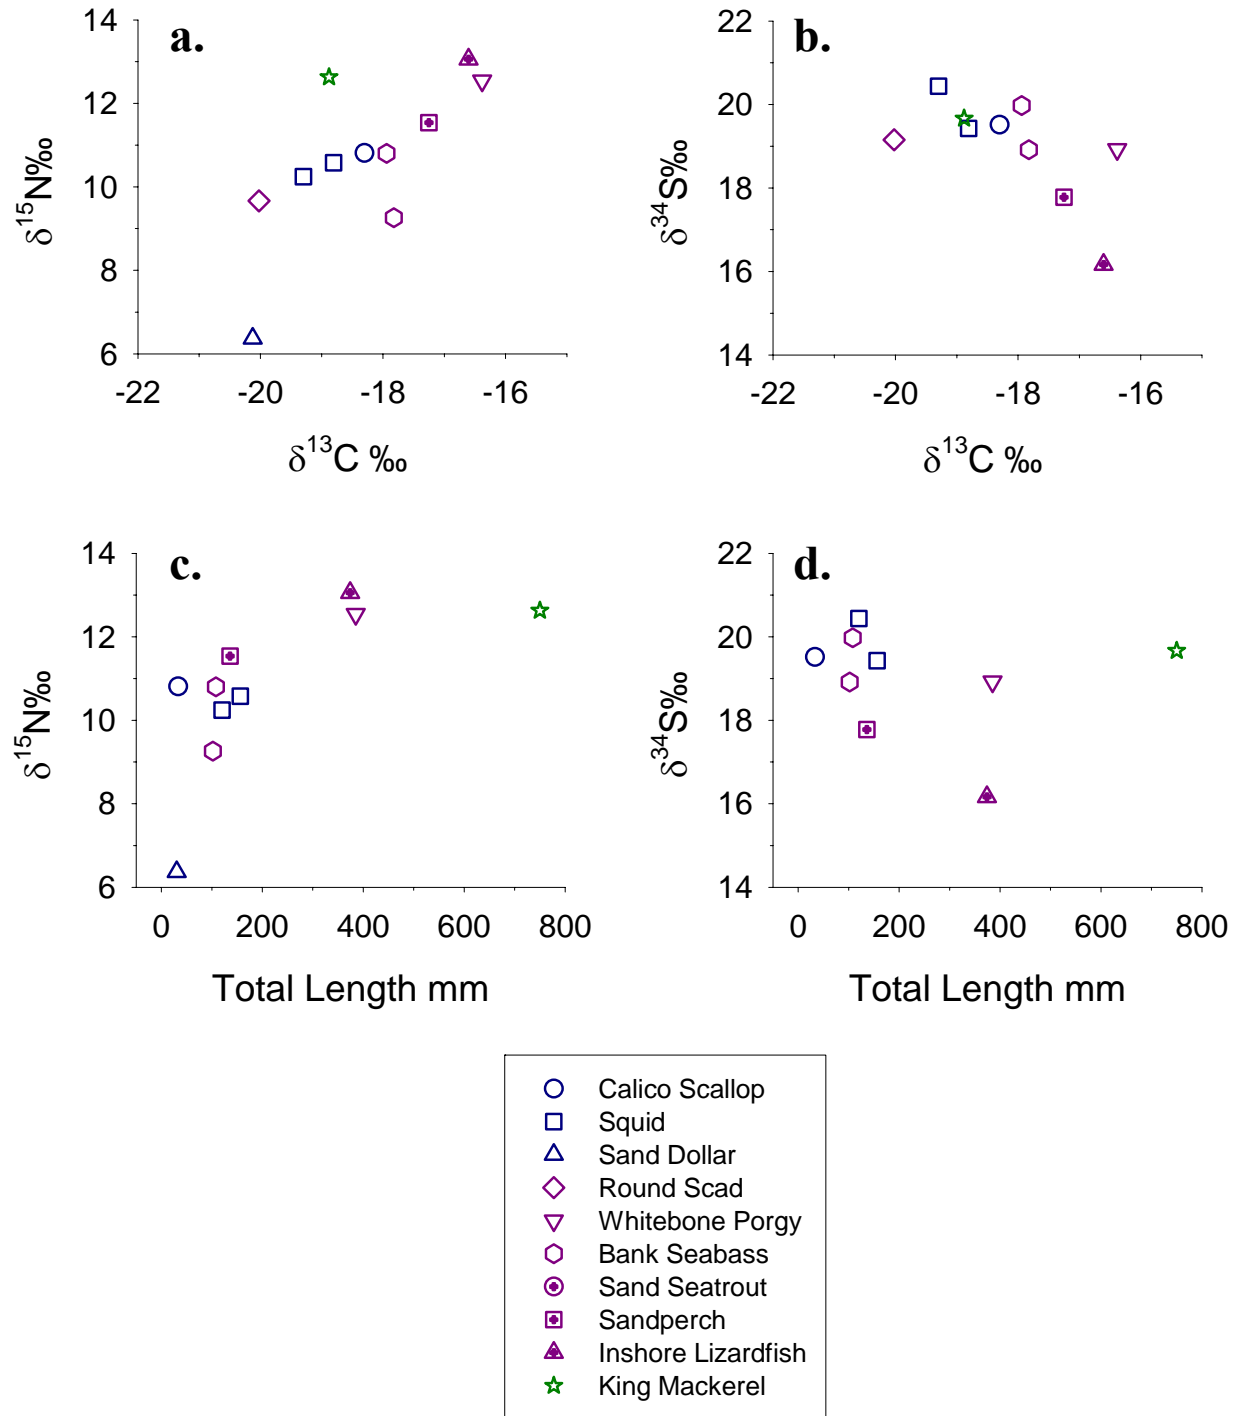 a.
14
12
10
8
6
δ15N‰
-22
-20
-18
-16
δ13C ‰
b.
22
20
18
16
14
δ34S‰
-22
-20
-18
-16
δ13C ‰
c.
14
12
10
8
6
δ15N‰
0
200
400
600
800
Total Length mm
d.
22
20
18
16
14
δ34S‰
0
200
400
600
800
Total Length mm
Calico Scallop
Squid
Sand Dollar
Round Scad
Whitebone Porgy
Bank Seabass
Sand Seatrout
Sandperch
Inshore Lizardfish
King Mackerel